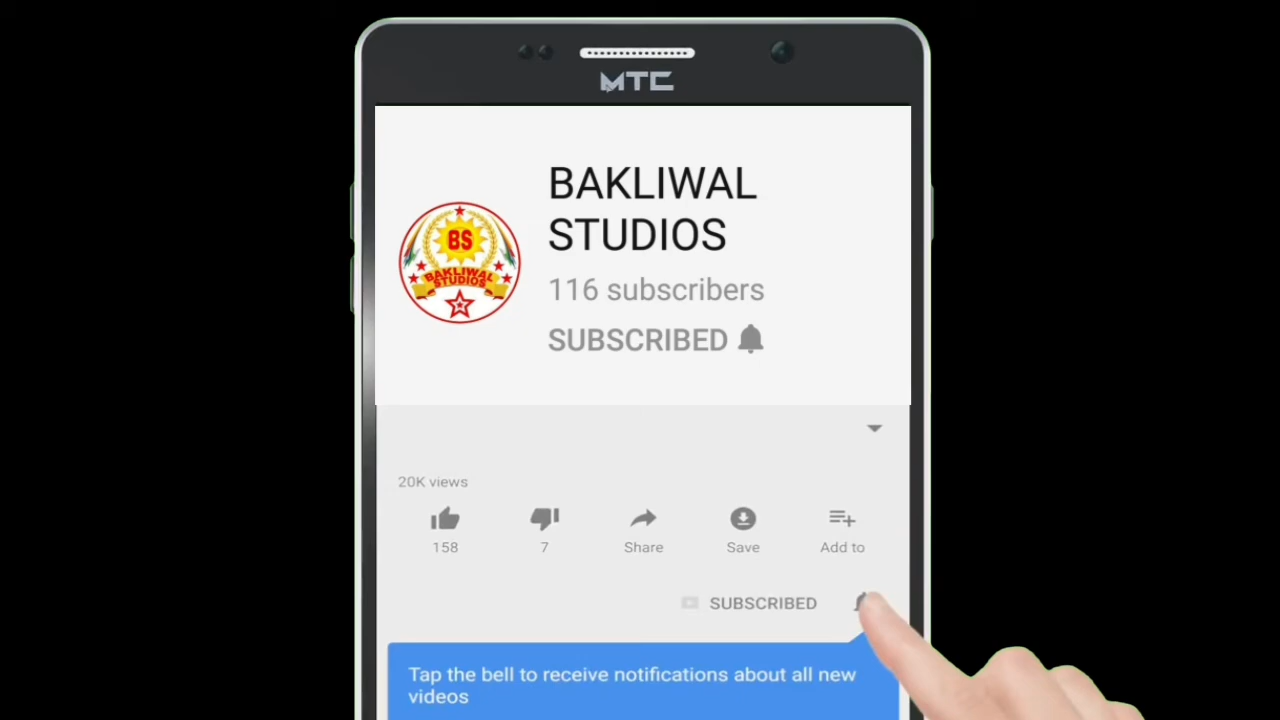 MTC
BAKLIWAL
STUDIOS
BS
BAKLIWAL
STUDIOS
116 subscribers
SUBSCRIBED
20K views
158
7
Share
Save
Add to
SUBSCRIBED
Tap the bell to receive notifications about all new
videos